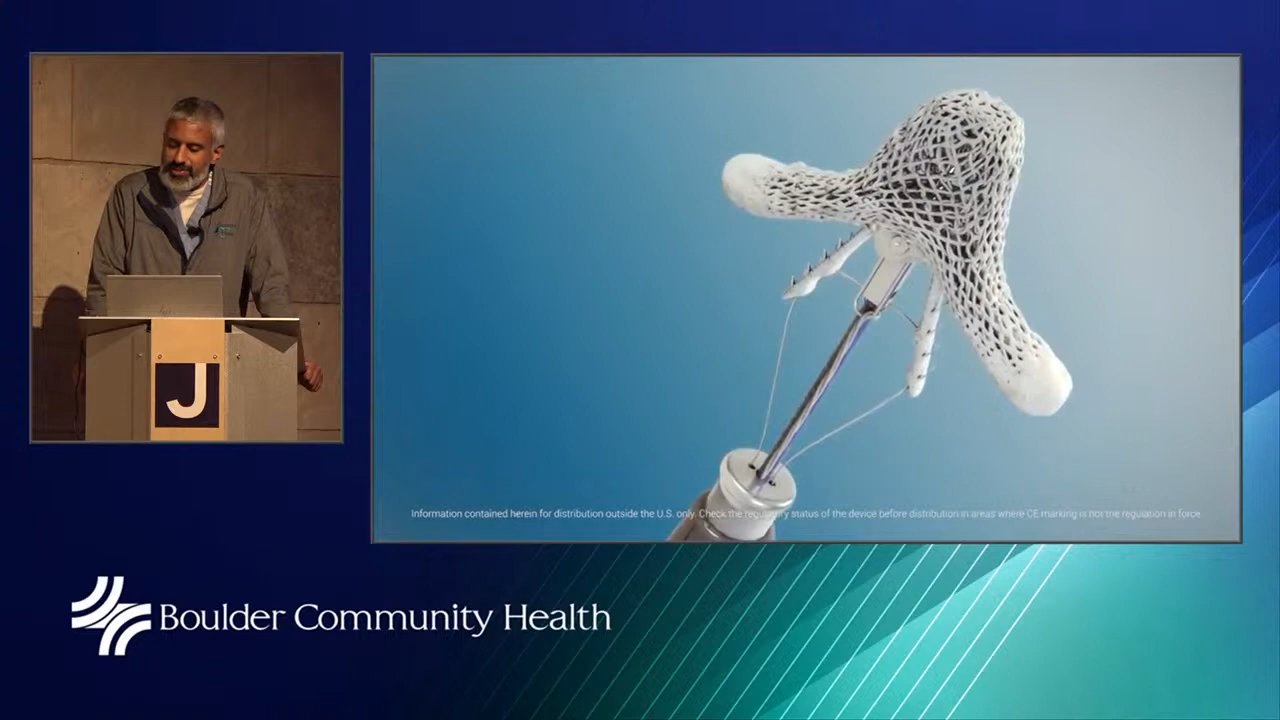 J
Information contained herein for distribution outside the U.S. only. Check the regulatory status of the device before distribution in areas where CE marking is not the regulation in force.
Boulder Community Health